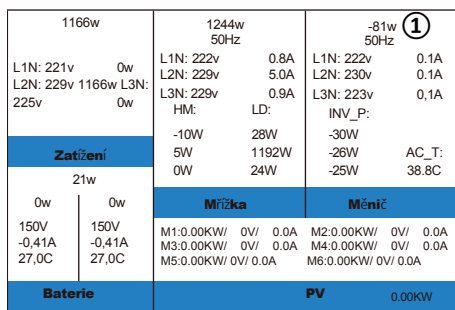 1166w
L1N: 221v 0w
L2N: 229v 1166w L3N:
225v 0w
Zatížení
21w
0w 0w
150V 150V
-0,41A -0,41A
27,0C 27,0C
Baterie
1244w
50Hz
L1N: 222v 0.8A
L2N: 229v 5.0A
L3N: 229v 0.9A
HM: LD:
-10W 28W
5W 1192W
0W 24W
Mřížka
-81w 1
50Hz
L1N: 222v 0.1A
L2N: 230v 0.1A
L3N: 223v 0,1A
INV_P:
-30W
-26W AC_T:
-25W 38.8C
Měnič
M1:0.00KW/ 0V/ 0.0A M2:0.00KW/ 0V/ 0.0A
M3:0.00KW/ 0V/ 0.0A M4:0.00KW/ 0V/ 0.0A
M5:0.00KW/ 0V/ 0.0A M6:0.00KW/ 0V/ 0.0A
PV 0.00KW